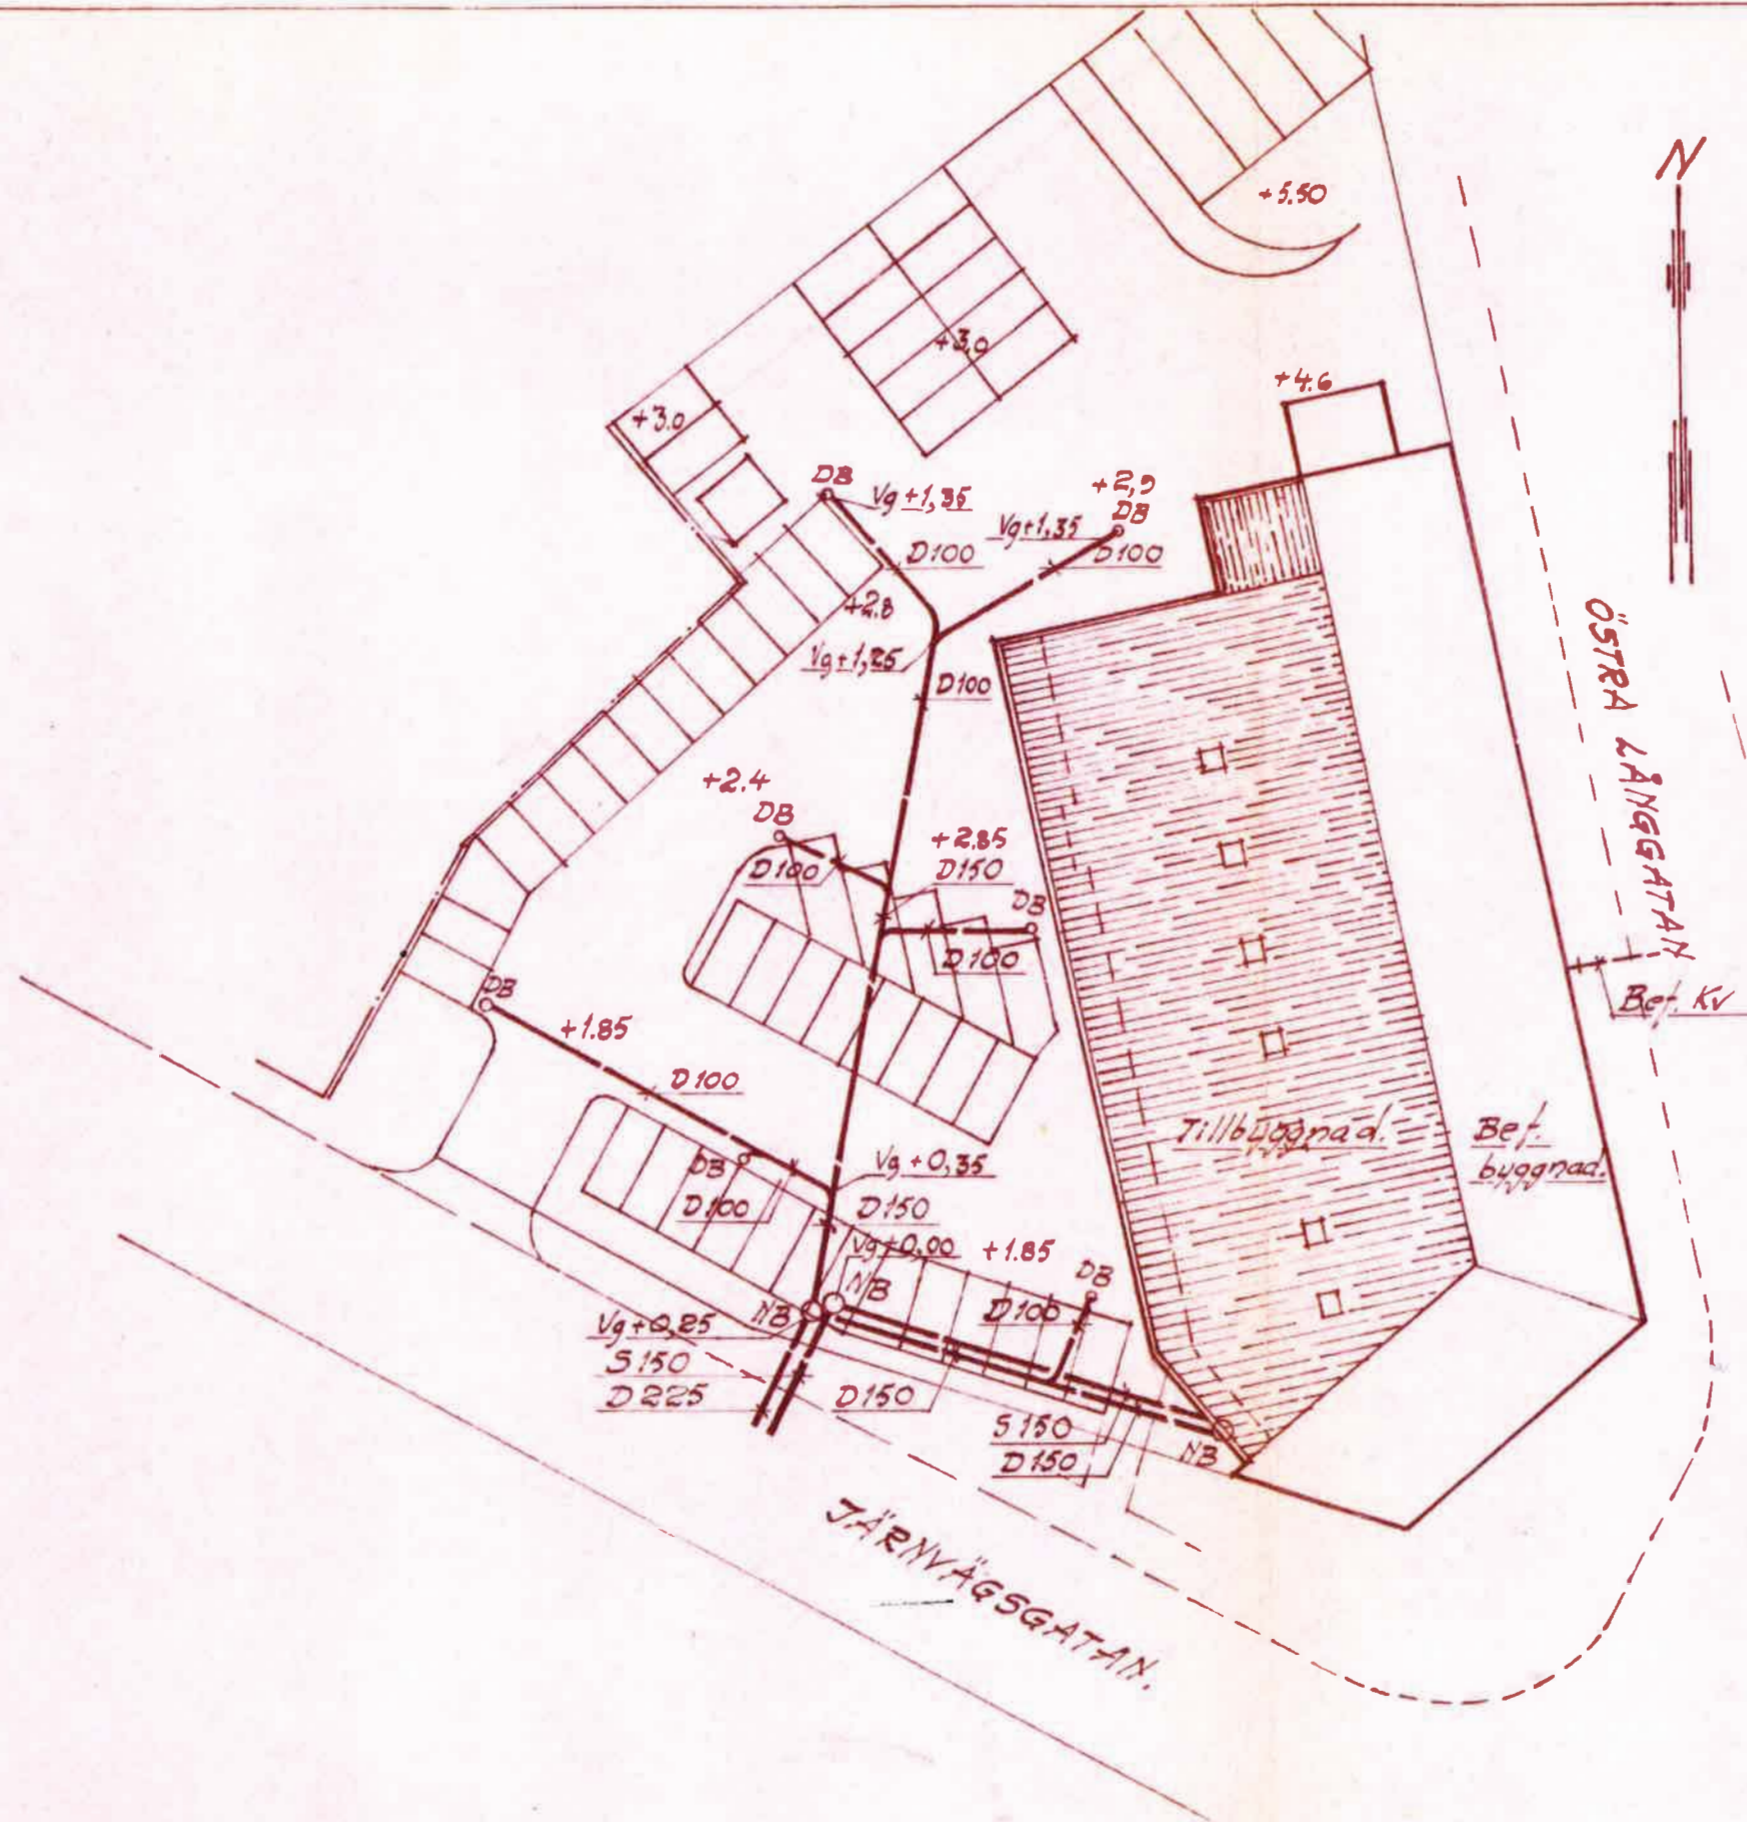 N
+5.50
+3,0
+4.6
+3.0
DB
Vg +1,35
+2,9
DB
Vg+1,35
D100
D100
+2.8
Vg+1,25
D100
ÖSTRA LÅNGGATAN
+2.4
DB
+2.85
D100
D150
DB
D100
DB
Bef. KV
+1.85
D100
Tillbyggnad.
Bef.
byggnad.
DB
Vg +0,35
D100
D150
Vg+0,00
+1.85
NB
DB
NB
D100
Vg+0,25
S150
D225
D150
S150
NB
D150
JÄRNVÄGSGATAN.